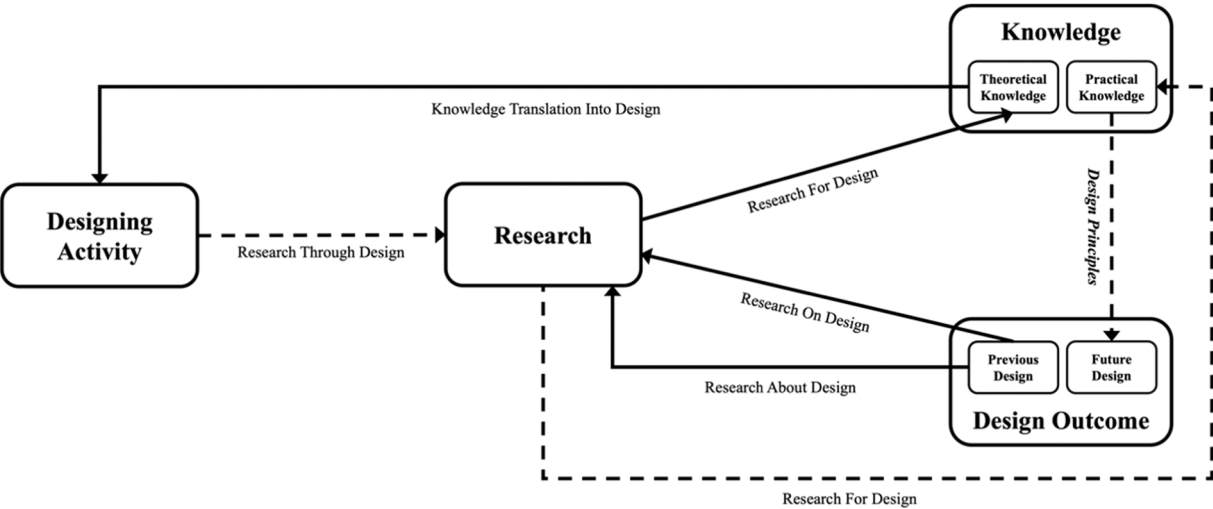 Knowledge
Theoretical
Knowledge
Practical
Knowledge
Knowledge Translation Into Design
Research For Design
Design Principles
Designing
Activity
Research Through Design
Research
Research On Design
Research About Design
Previous
Design
Future
Design
Design Outcome
Research For Design